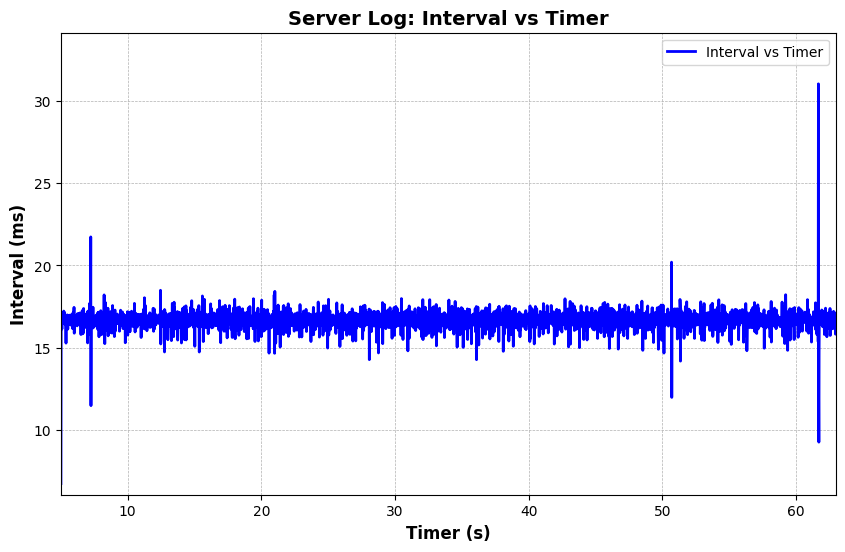 Server Log: Interval vs Timer
Interval vs Timer
30
25
20
15
10
Interval (ms)
10 20 30 40 50 60
Timer (s)